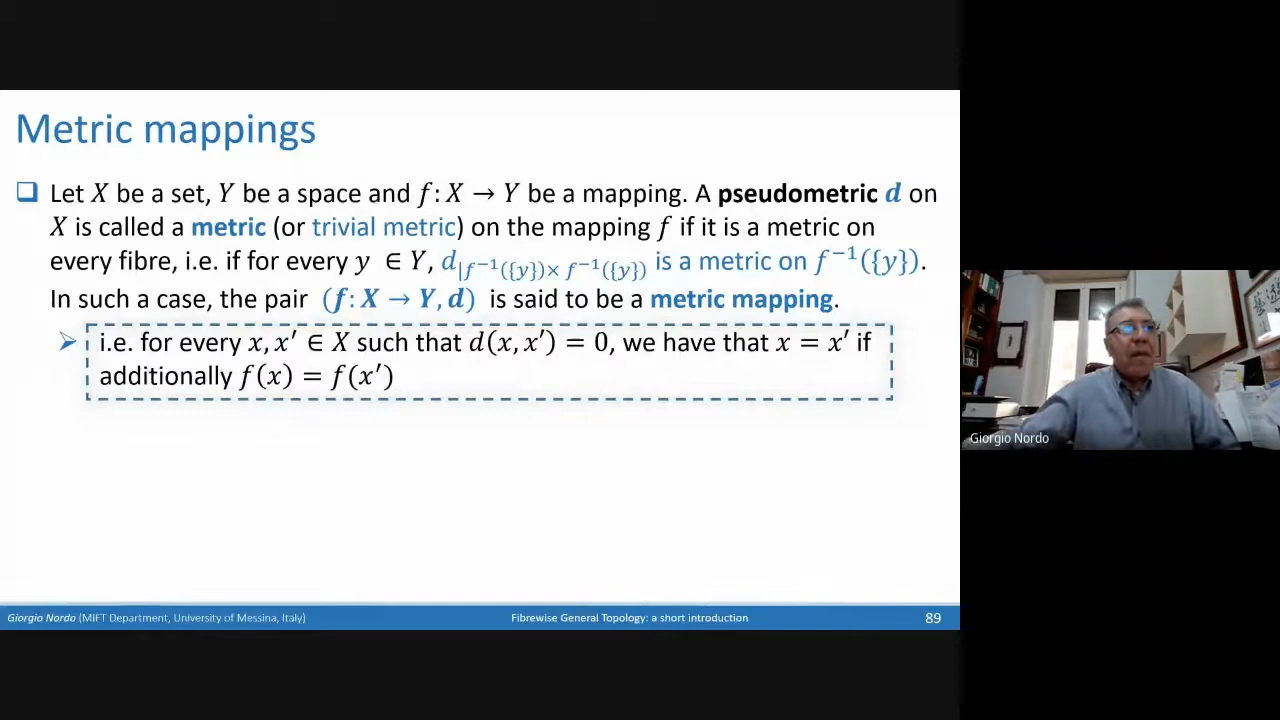 Metric mappings
Let X be a set, Y be a space and f: X → Y be a mapping. A pseudometric d on
X is called a metric (or trivial metric) on the mapping f if it is a metric on
every fibre, i.e. if for every y ∈ Y, d|f⁻¹({y})× f⁻¹({y}) is a metric on f⁻¹({y}).
In such a case, the pair (f: X → Y, d) is said to be a metric mapping.
i.e. for every x, x′ ∈ X such that d(x, x′) = 0, we have that x = x′ if
additionally f(x) = f(x′)
Giorgio Nordo
Giorgio Nordo (MIFT Department, University of Messina, Italy) Fibrewise General Topology: a short introduction 89